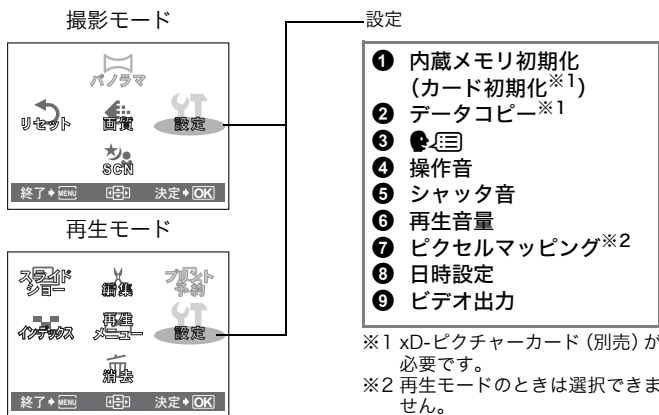 撮影モード
パノラマ
リセット
画質
設定
SCN
終了 MENU
決定 OK
再生モード
スライド
ショー
編集
プリント
予約
インデックス
再生
メニュー
設定
消去
終了 MENU
決定 OK
設定
❶ 内蔵メモリ初期化
（カード初期化※1）
❷ データコピー※1
❸
❹ 操作音
❺ シャッタ音
❻ 再生音量
❼ ピクセルマッピング※2
❽ 日時設定
❾ ビデオ出力
※1 xD-ピクチャーカード（別売）が
必要です。
※2 再生モードのときは選択できま
せん。